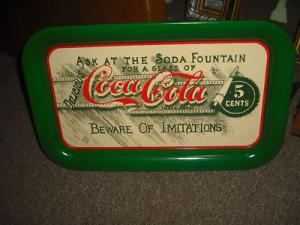 ASK AT THE SODA FOUNTAIN
FOR A GLASS OF
Coca-Cola
5
CENTS
BEWARE OF IMITATIONS